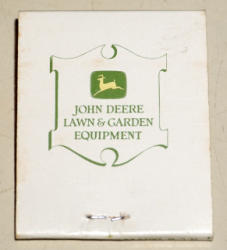 JOHN DEERE
LAWN & GARDEN
EQUIPMENT